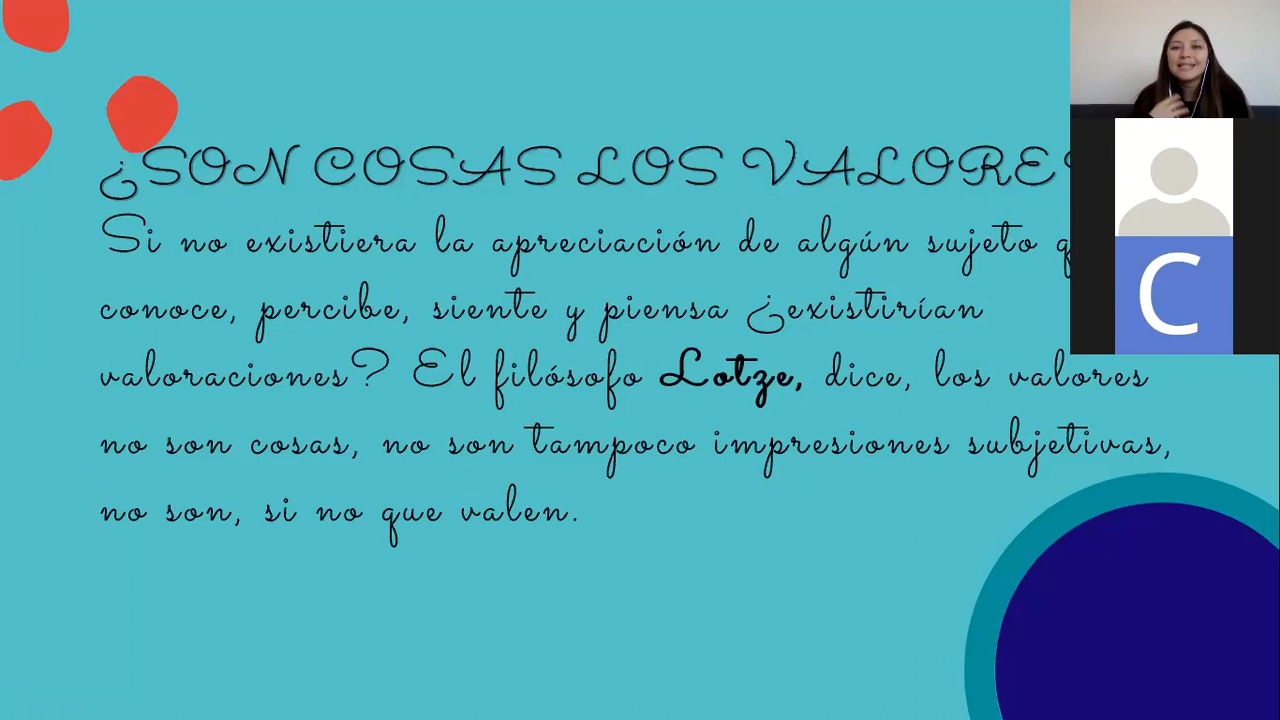 ¿SON COSAS LOS VALORES
Si no existiera la apreciación de algún sujeto
conoce, percibe, siente y piensa ¿existirían
valoraciones? El filósofo Lotze, dice, los valores
no son cosas, no son tampoco impresiones subjetivas,
no son, si no que valen.
C